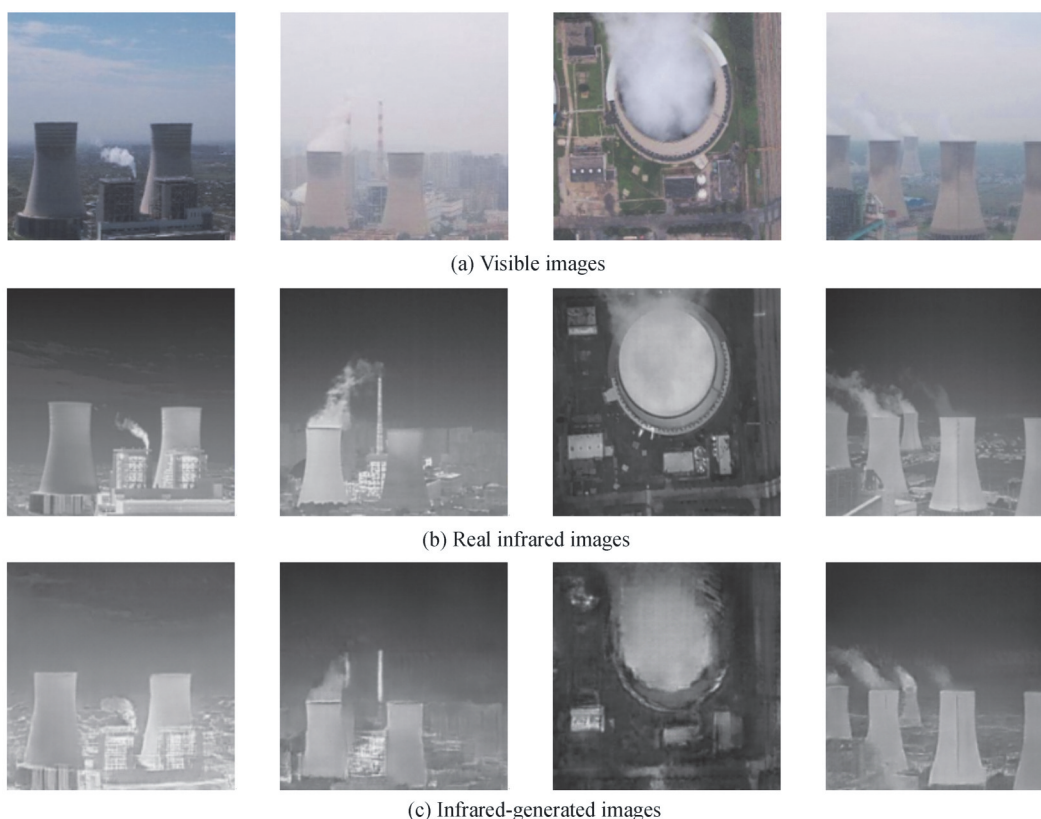 (a) Visible images
(b) Real infrared images
(c) Infrared-generated images